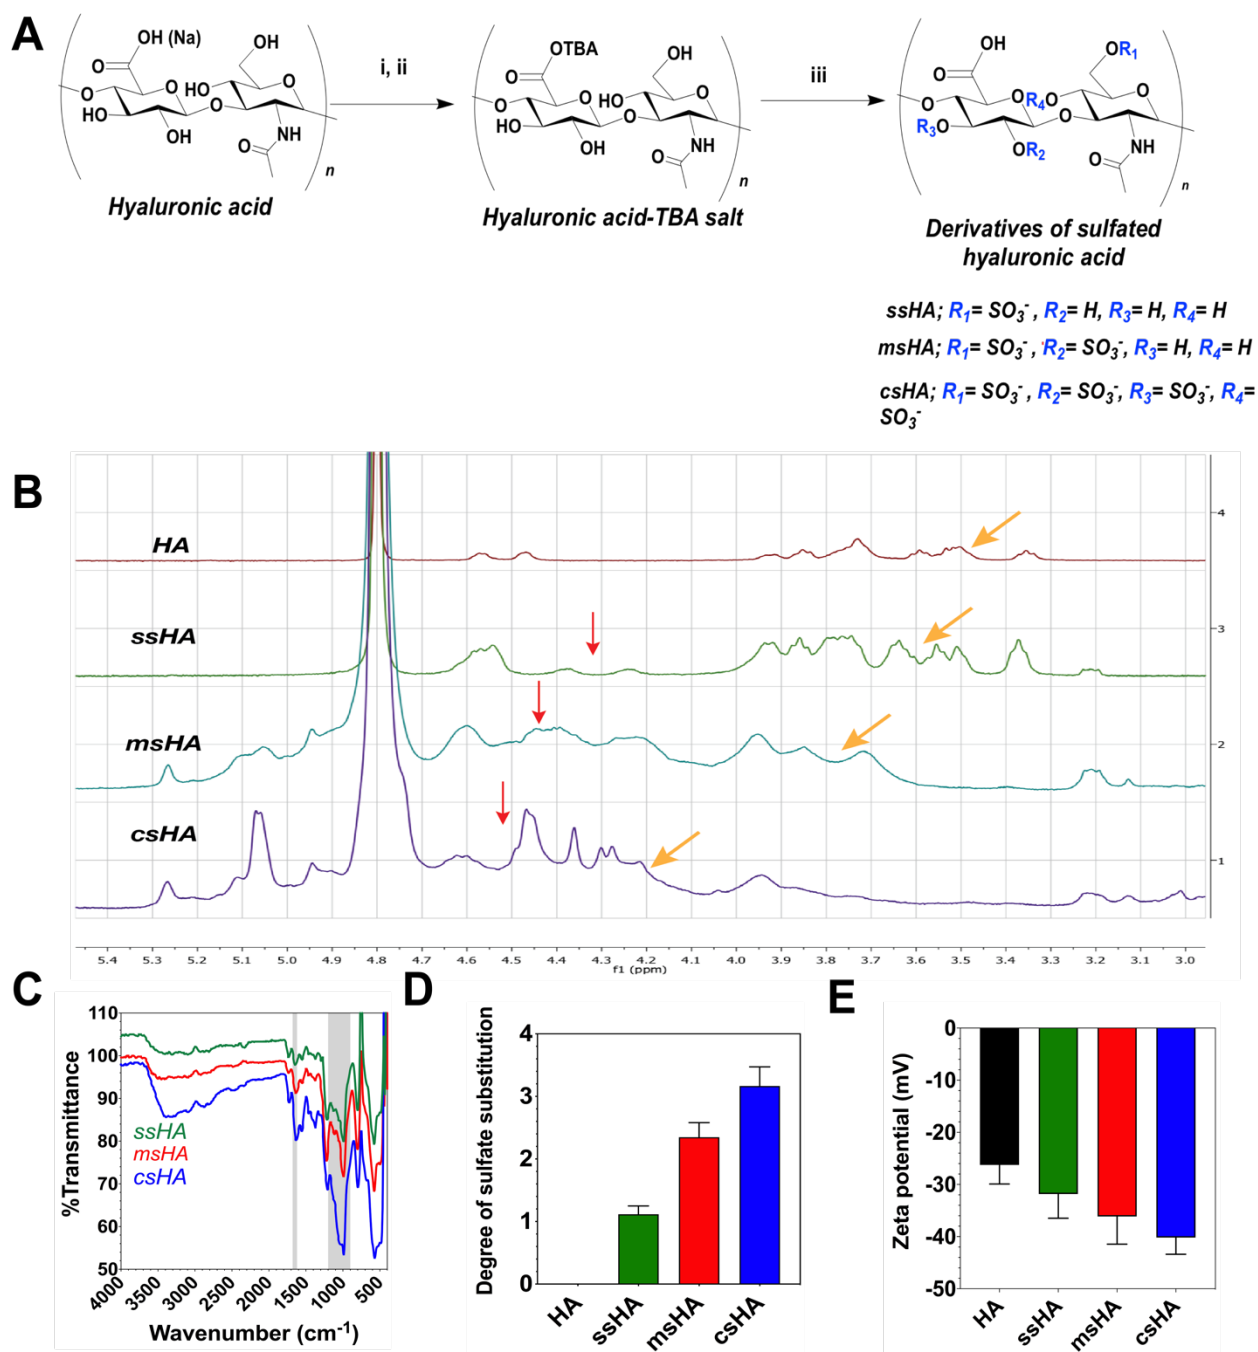 A
OH (Na)
O
OH
O
HO
O
O
HO
O
OH
NH
O
n
Hyaluronic acid
i, ii
OTBA
O
OH
O
HO
O
O
HO
O
OH
NH
O
n
Hyaluronic acid-TBA salt
iii
OH
O
OR1
O
R4
O
O
R3
O
O
OR2
NH
O
n
Derivatives of sulfated
hyaluronic acid
ssHA; R1= SO3-, R2= H, R3= H, R4= H
msHA; R1= SO3-, R2= SO3-, R3= H, R4= H
csHA; R1= SO3-, R2= SO3-, R3= SO3-, R4=
SO3-
B
HA
ssHA
msHA
csHA
4
3
2
1
5.4 5.3 5.2 5.1 5.0 4.9 4.8 4.7 4.6 4.5 4.4 4.3 4.2 4.1 4.0 3.9 3.8 3.7 3.6 3.5 3.4 3.3 3.2 3.1 3.0
f1 (ppm)
C
%Transmittance
110
100
90
80
70
60
50
ssHA
msHA
csHA
4000 3500 3000 2500 2000 1500 1000 500
Wavenumber (cm-1)
D
Degree of sulfate substitution
4
3
2
1
0
HA ssHA msHA csHA
E
Zeta potential (mV)
0
-10
-20
-30
-40
-50
HA ssHA msHA csHA